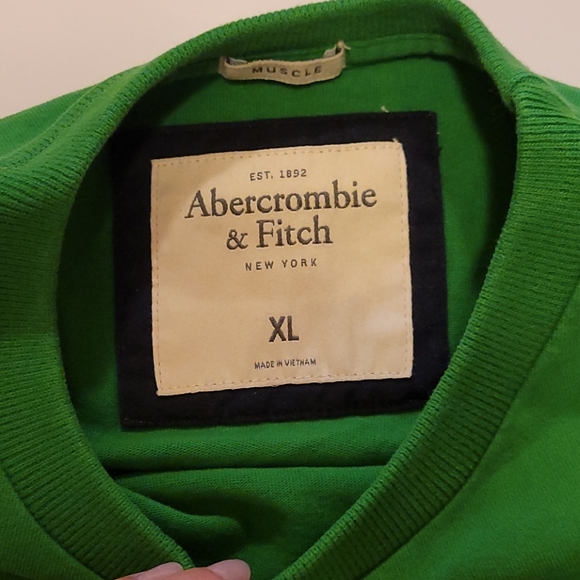 MUSCLE
EST. 1892
Abercrombie
& Fitch
NEW YORK
XL
MADE IN VIETNAM